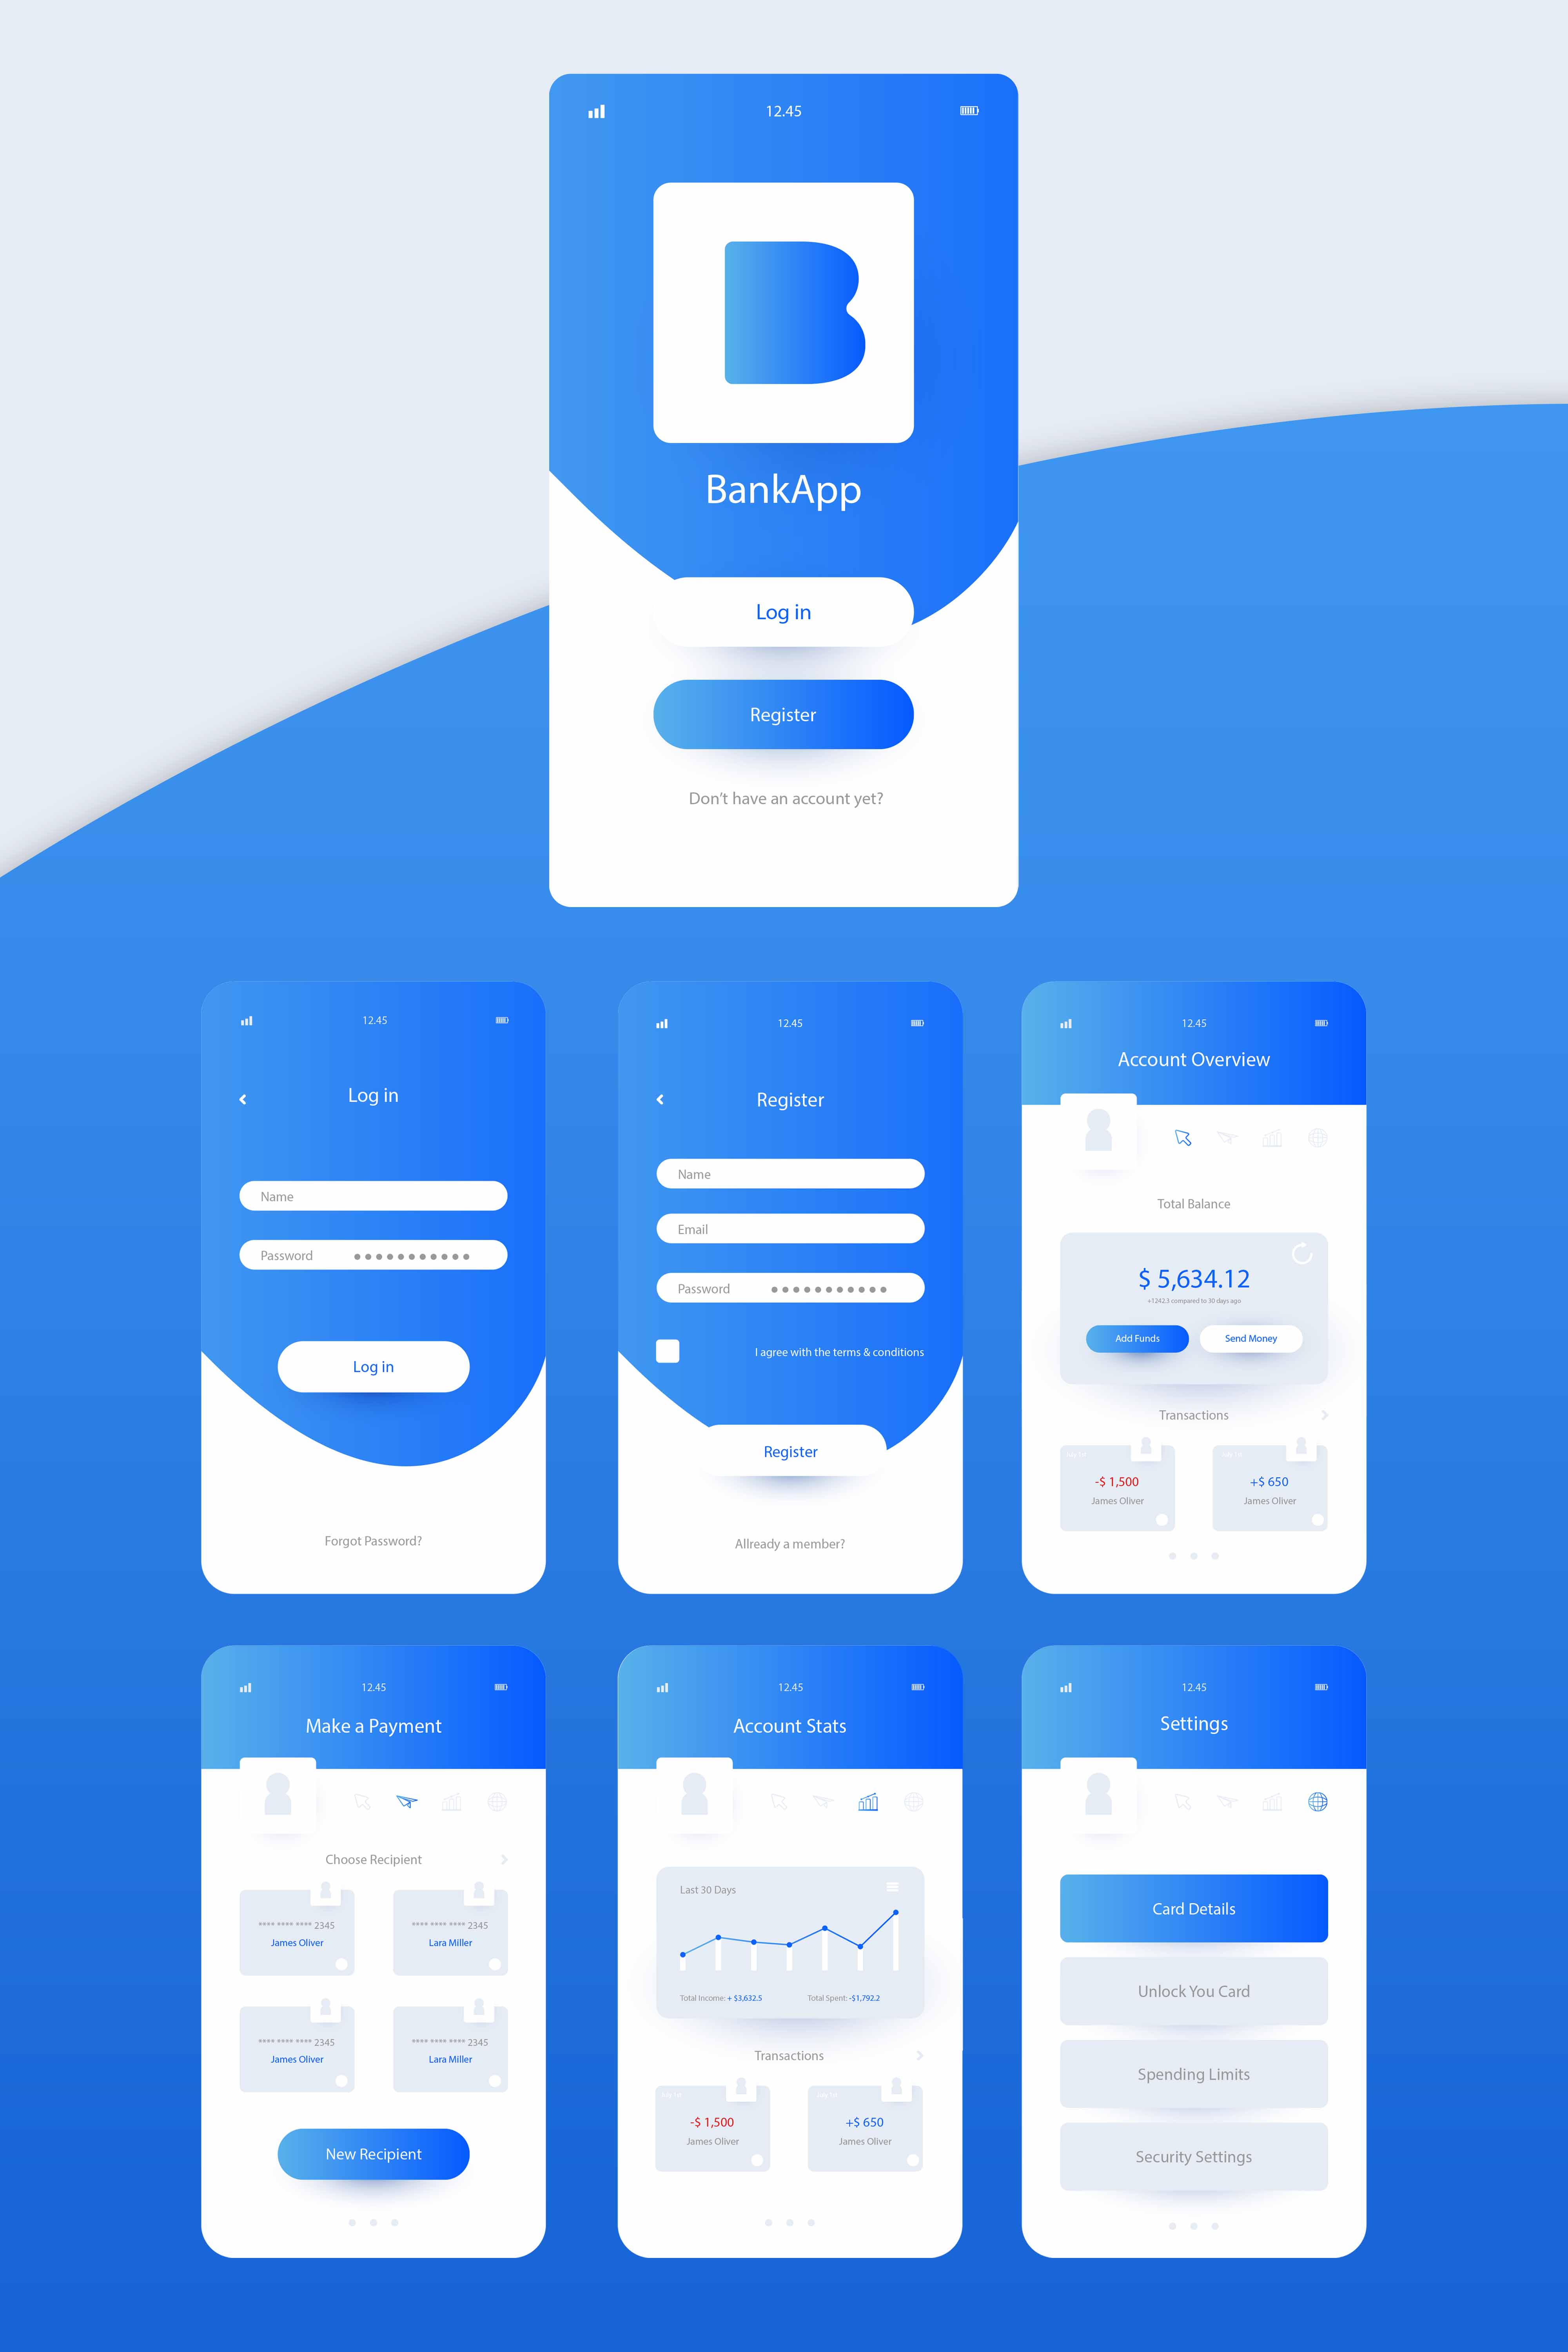 12.45
BankApp
Log in
Register
Don't have an account yet?
12.45
Log in
Name
Password
Log in
Forgot Password?
12.45
Register
Name
Email
Password
I agree with the terms & conditions
Register
Allready a member?
12.45
Account Overview
Total Balance
$ 5,634.12
+1242.3 compared to 30 days ago
Add Funds
Send Money
Transactions
-$ 1,500
James Oliver
+$ 650
James Oliver
12.45
Make a Payment
Choose Recipient
**** **** **** 2345
James Oliver
**** **** **** 2345
Lara Miller
**** **** **** 2345
James Oliver
**** **** **** 2345
Lara Miller
New Recipient
12.45
Account Stats
Last 30 Days
Total Income: + $3,632.5
Total Spent: -$1,792.2
Transactions
-$ 1,500
James Oliver
+$ 650
James Oliver
12.45
Settings
Card Details
Unlock You Card
Spending Limits
Security Settings